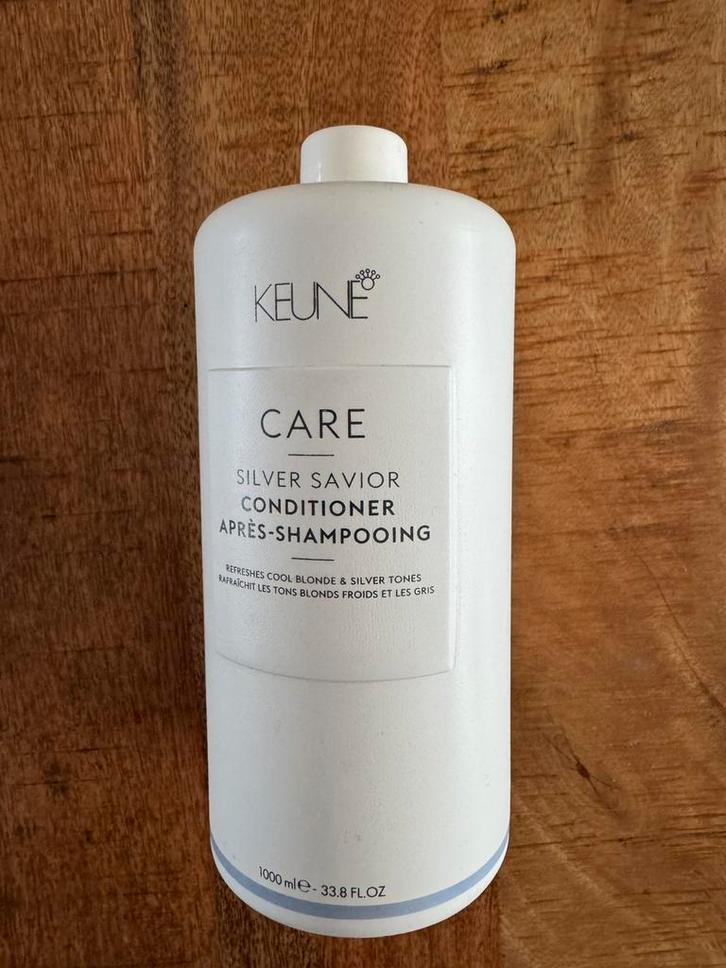 KEUNE
CARE
SILVER SAVIOR
CONDITIONER
APRÈS-SHAMPOOING
REFRESHES COOL BLONDE & SILVER TONES
RAFRAÎCHIT LES TONS BLONDS FROIDS ET LES GRIS
1000 ml ℮ - 33.8 FL.OZ